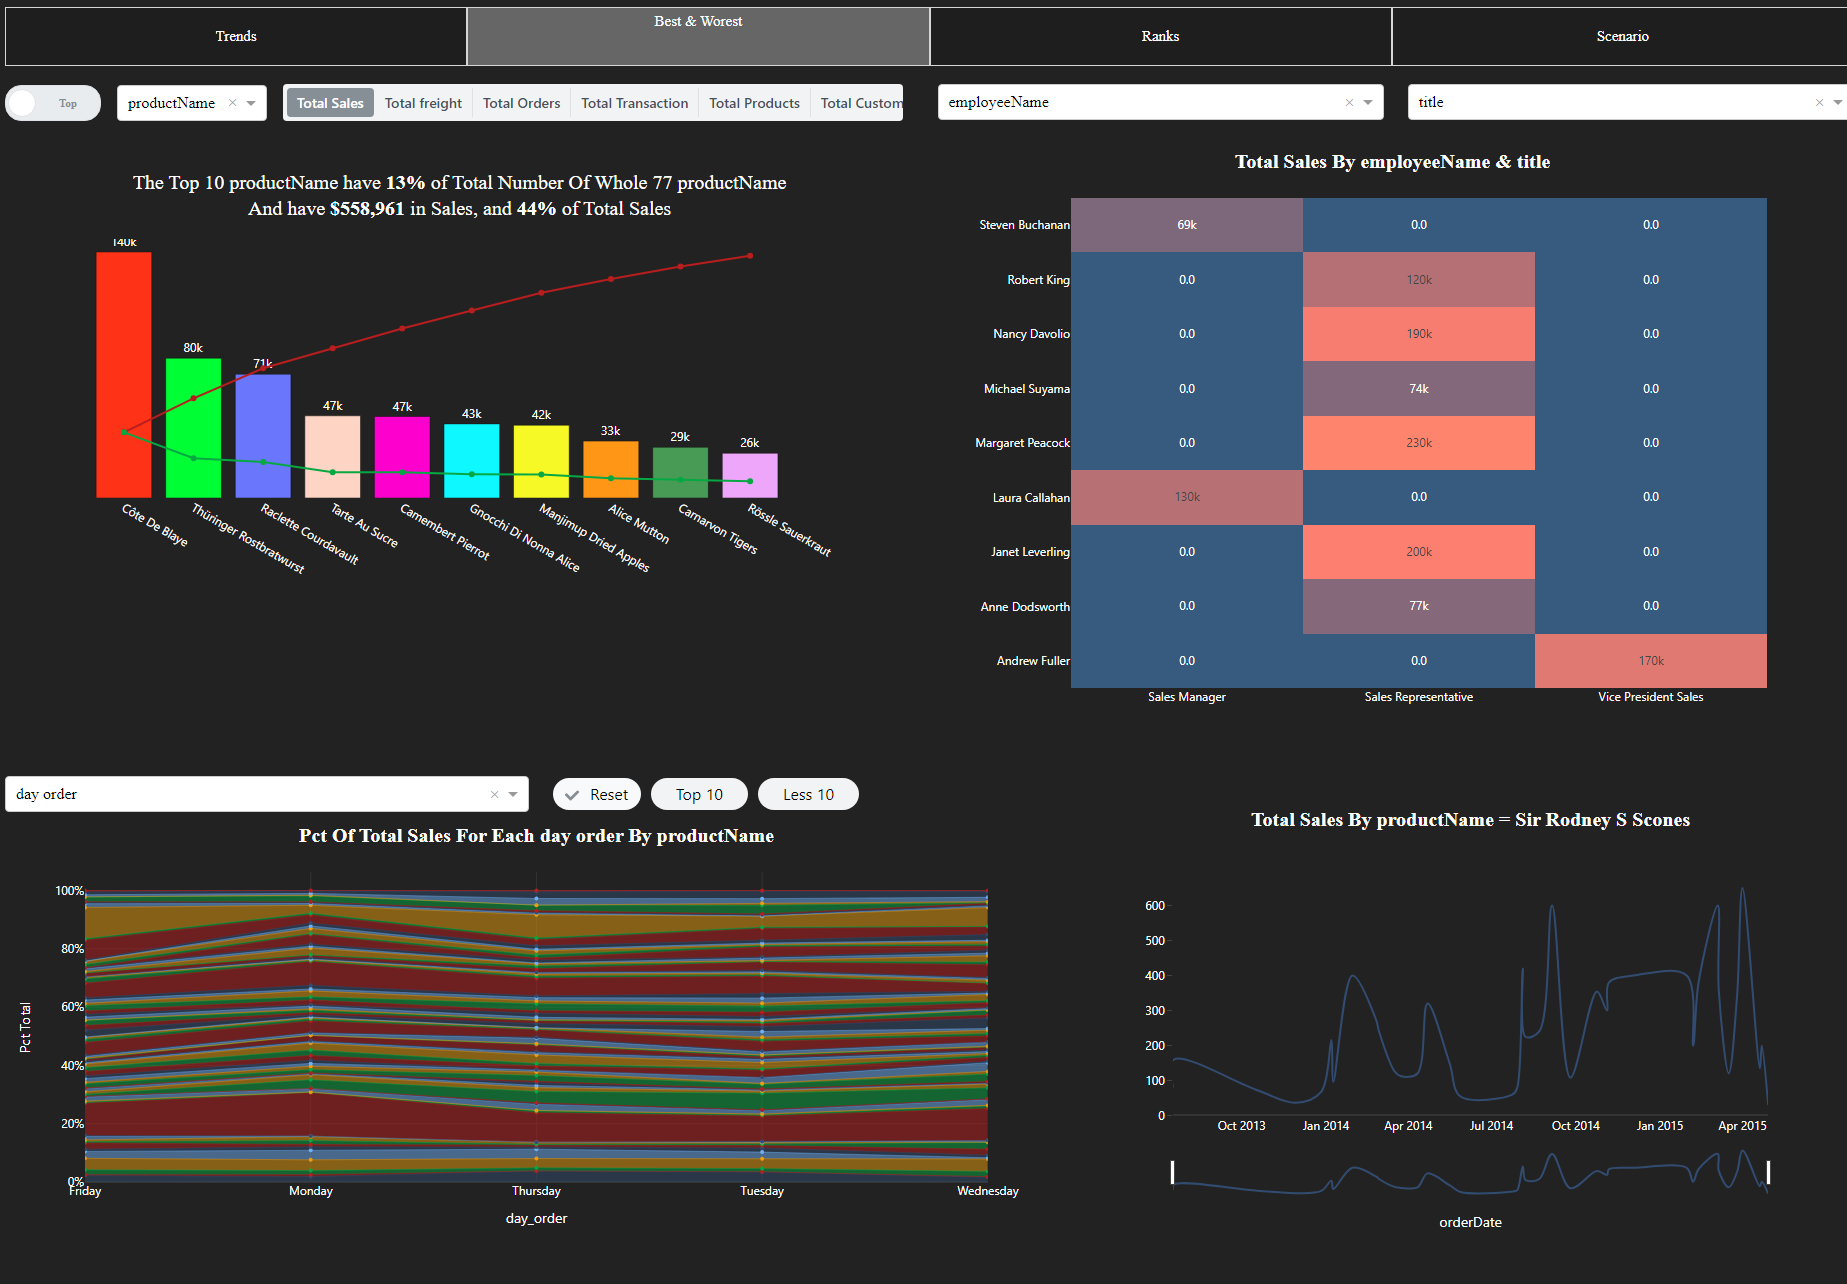 Trends
Best & Worest
Ranks
Scenario
Top
productName
Total Sales
Total freight
Total Orders
Total Transaction
Total Products
Total Custom
employeeName
title
The Top 10 productName have 13% of Total Number Of Whole 77 productName
And have $558,961 in Sales, and 44% of Total Sales
140k
80k
71k
47k
47k
43k
42k
33k
29k
26k
Côte De Blaye
Thüringer Rostbratwurst
Raclette Courdavault
Tarte Au Sucre
Camembert Pierrot
Gnocchi Di Nonna Alice
Manjimup Dried Apples
Alice Mutton
Carnarvon Tigers
Rössle Sauerkraut
Total Sales By employeeName & title
Steven Buchanan 69k 0.0 0.0
Robert King 0.0 120k 0.0
Nancy Davolio 0.0 190k 0.0
Michael Suyama 0.0 74k 0.0
Margaret Peacock 0.0 230k 0.0
Laura Callahan 130k 0.0 0.0
Janet Leverling 0.0 200k 0.0
Anne Dodsworth 0.0 77k 0.0
Andrew Fuller 0.0 0.0 170k
Sales Manager Sales Representative Vice President Sales
day order
Reset
Top 10
Less 10
Pct Of Total Sales For Each day order By productName
Pct Total
100%
80%
60%
40%
20%
0%
Friday Monday Thursday Tuesday Wednesday
day_order
Total Sales By productName = Sir Rodney S Scones
600
500
400
300
200
100
0
Oct 2013 Jan 2014 Apr 2014 Jul 2014 Oct 2014 Jan 2015 Apr 2015
orderDate